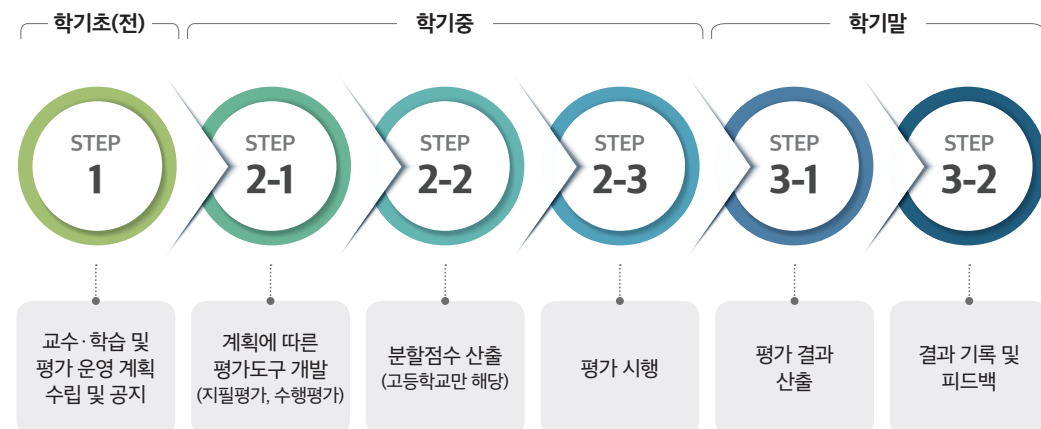 학기초(전)
학기중
학기말
STEP
1
STEP
2-1
STEP
2-2
STEP
2-3
STEP
3-1
STEP
3-2
교수·학습 및
평가 운영 계획
수립 및 공지
계획에 따른
평가도구 개발
(지필평가, 수행평가)
분할점수 산출
(고등학교만 해당)
평가 시행
평가 결과
산출
결과 기록 및
피드백